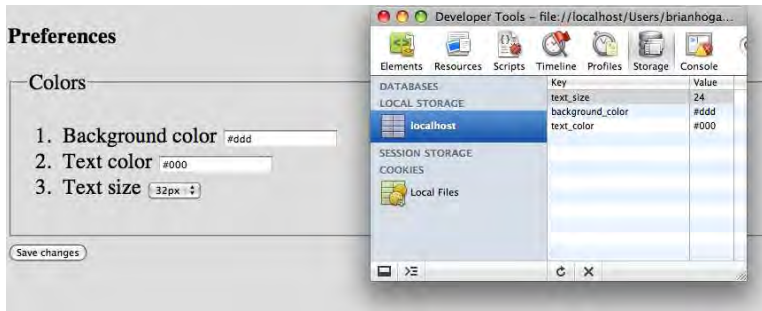 Preferences
Colors
1. Background color #ddd
2. Text color #000
3. Text size 32px
Save changes
Developer Tools – file://localhost/Users/brianhoga...
Elements Resources Scripts Timeline Profiles Storage Console
DATABASES
LOCAL STORAGE
localhost
SESSION STORAGE
COOKIES
Local Files
Key Value
text_size 24
background_color #ddd
text_color #000